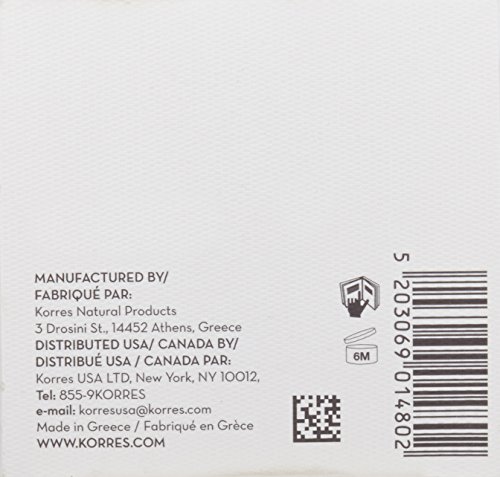 MANUFACTURED BY/
FABRIQUÉ PAR:
Korres Natural Products
3 Drosini St., 14452 Athens, Greece
DISTRIBUTED USA/ CANADA BY/
DISTRIBUÉ USA / CANADA PAR:
Korres USA LTD, New York, NY 10012,
Tel: 855-9KORRES
e-mail: korresusa@korres.com
Made in Greece / Fabriqué en Grèce
WWW.KORRES.COM
6M
5 203069 014802